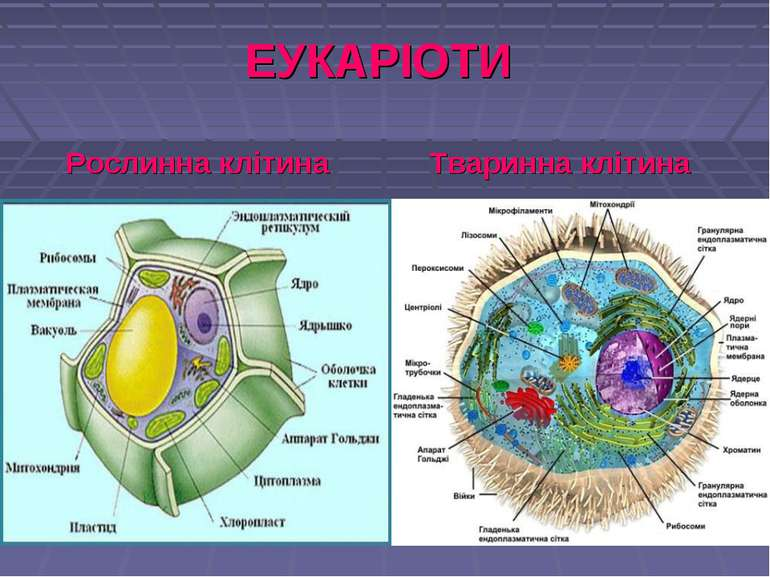 ЕУКАРІОТИ
Рослинна клітина
Тваринна клітина
Эндоплазматический
ретікулум
Рибосомы
Плазматическая
мембрана
Вакуоль
Ядро
Ядрышко
Оболочка
клетки
Аппарат Гольджи
Митохондрия
Цитоплазма
Пластид
Хлоропласт
Мітохондрії
Мікрофіламенти
Лізосоми
Гранулярна
ендоплазматична
сітка
Пероксисоми
Центріолі
Ядро
Ядерні
пори
Плазма-
тична
мембрана
Мікро-
трубочки
Ядерце
Гладенька
ендоплазма-
тична сітка
Ядерна
оболонка
Апарат
Гольджі
Хроматин
Війки
Гранулярна
ендоплазматична
сітка
Рибосоми
Гладенька
ендоплазматична сітка